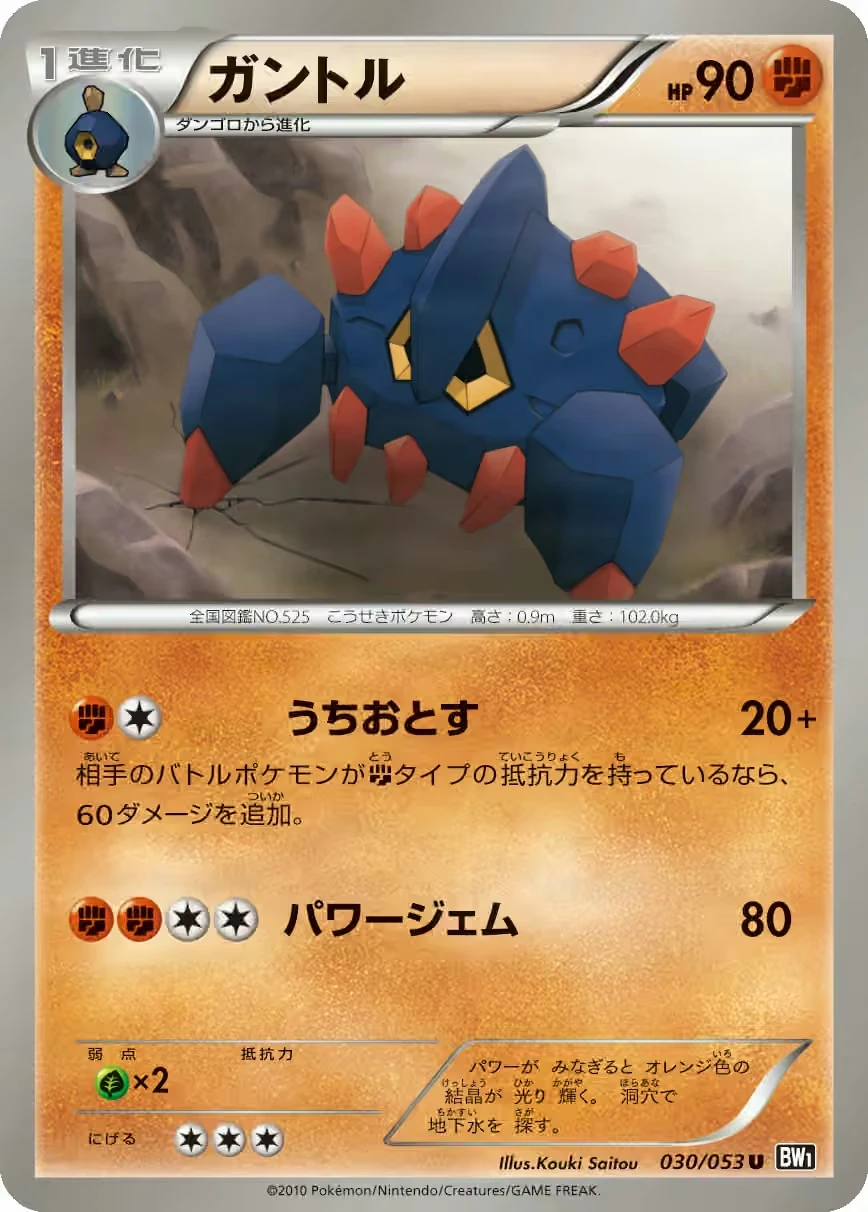 1進化
ガントル
HP90
ダンゴロから進化
全国図鑑NO.525 こうせきポケモン 高さ:0.9m 重さ:102.0kg
うちおとす 20+
相手のバトルポケモンがタイプの抵抗力を持っているなら、
60ダメージを追加。
パワージェム 80
弱点 抵抗力
×2
にげる
パワーが みなぎると オレンジ色の
結晶が 光り 輝く。 洞穴で
地下水を 探す。
Illus.Kouki Saitou 030/053 U BW1
©2010 Pokémon/Nintendo/Creatures/GAME FREAK.